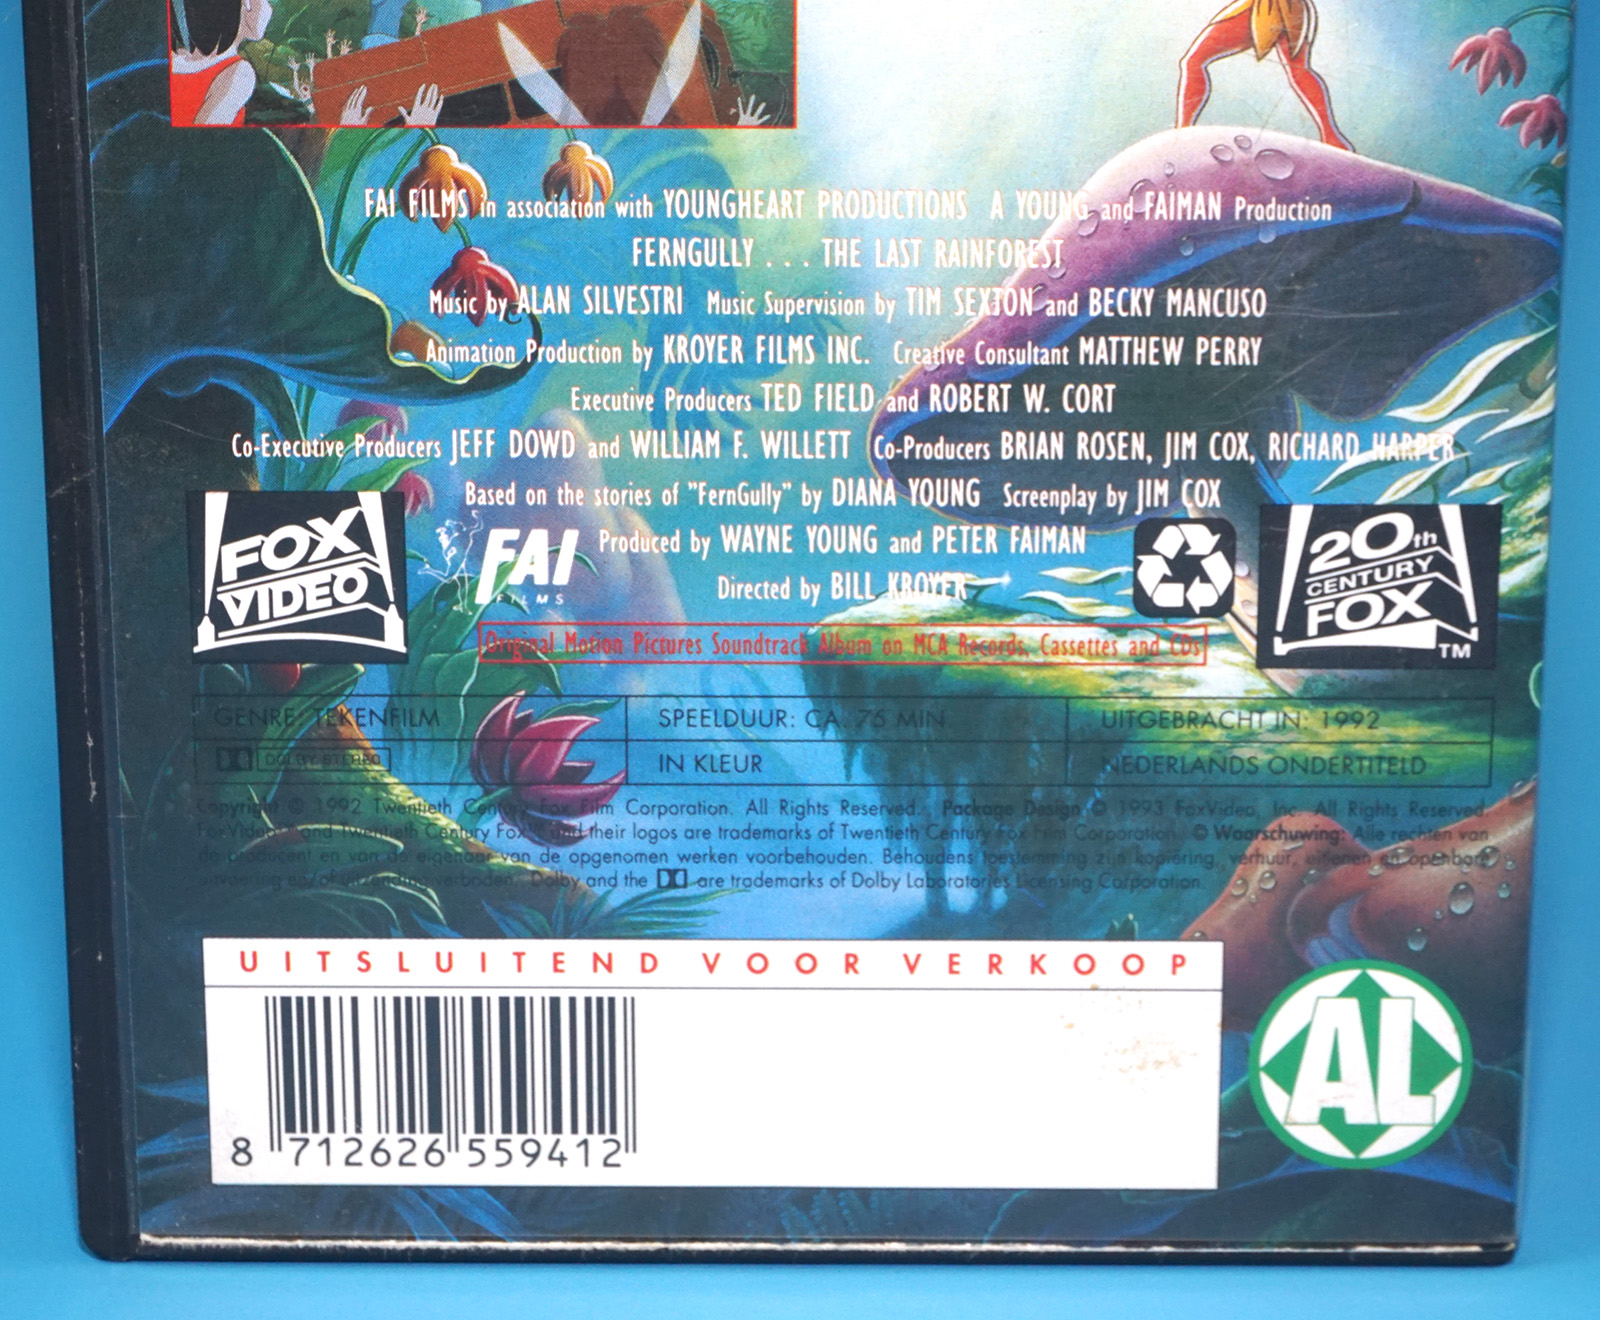 FAI FILMS in association with YOUNGHEART PRODUCTIONS A YOUNG and FAIMAN Production
FERNGULLY . . . THE LAST RAINFOREST
Music by ALAN SILVESTRI Music Supervision by TIM SEXTON and BECKY MANCUSO
Animation Production by KROYER FILMS INC. Creative Consultant MATTHEW PERRY
Executive Producers TED FIELD and ROBERT W. CORT
Co-Executive Producers JEFF DOWD and WILLIAM F. WILLETT Co-Producers BRIAN ROSEN, JIM COX, RICHARD HARPER
Based on the stories of "FernGully" by DIANA YOUNG Screenplay by JIM COX
Produced by WAYNE YOUNG and PETER FAIMAN
Directed by BILL KROYER
FOX
VIDEO
FAI
FILMS
20th
CENTURY
FOX
TM
Original Motion Pictures Soundtrack Album on MCA Records, Cassettes and CDs
GENRE: TEKENFILM SPEELDUUR: CA. 75 MIN UITGEBRACHT IN: 1992
DOLBY STEREO IN KLEUR NEDERLANDS ONDERTITELD
Copyright © 1992 Twentieth Century Fox Film Corporation. All Rights Reserved. Package Design © 1993 FoxVideo, Inc. All Rights Reserved.
FoxVideo™ and Twentieth Century Fox™ and their logos are trademarks of Twentieth Century Fox Film Corporation. © Waarschuwing: Alle rechten van
de producent en van de eigenaar van de opgenomen werken voorbehouden. Behoudens toestemming zijn kopiëring, verhuur, uitlenen en openbare
uitvoering en/of uitzending verboden. Dolby and the are trademarks of Dolby Laboratories Licensing Corporation.
UITSLUITEND VOOR VERKOOP
8 712626 559412
AL